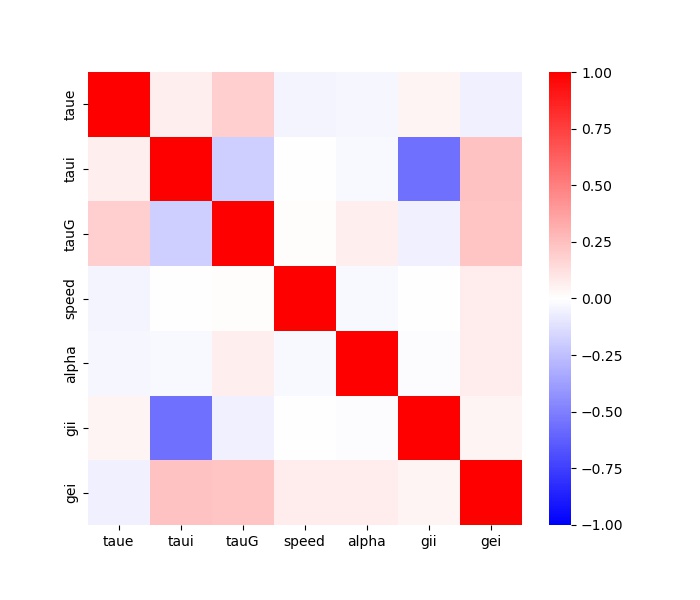 taue
taui
tauG
speed
alpha
gii
gei
taue taui tauG speed alpha gii gei
1.00
0.75
0.50
0.25
0.00
−0.25
−0.50
−0.75
−1.00